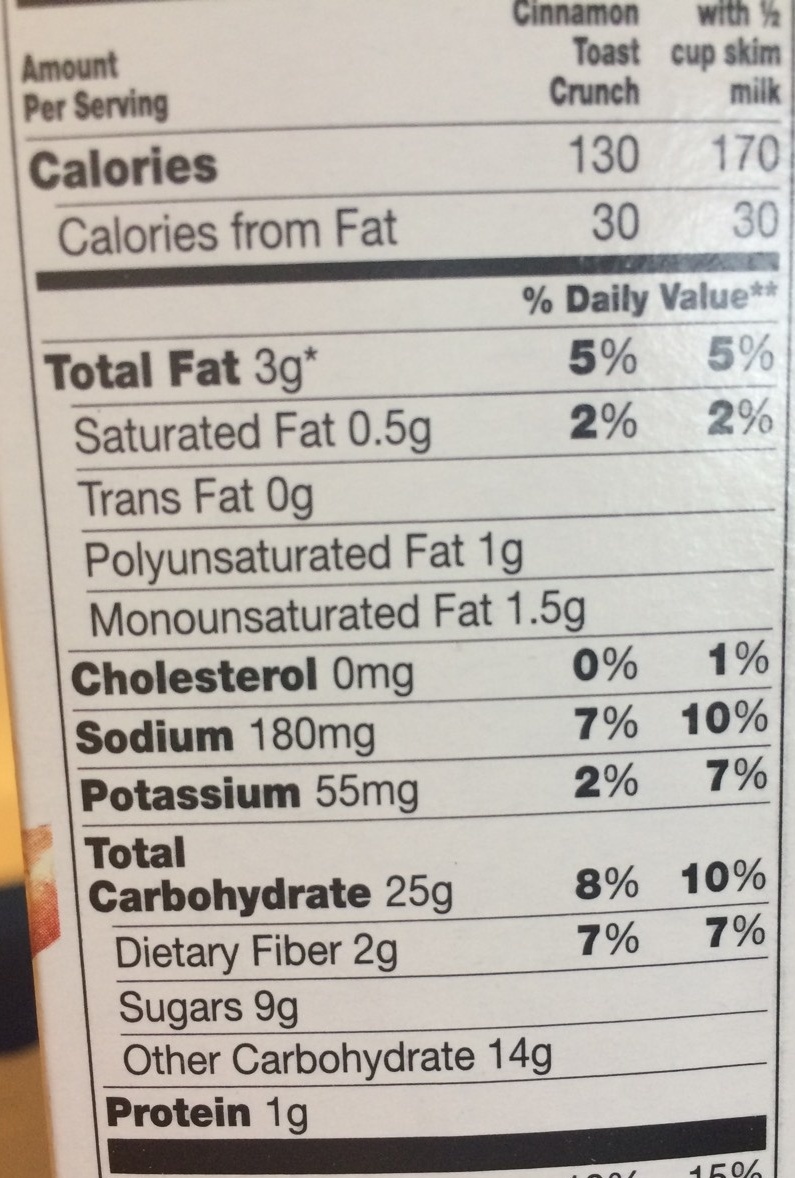 Cinnamon with ½
Amount Toast cup skim
Per Serving Crunch milk
Calories 130 170
Calories from Fat 30 30
% Daily Value**
Total Fat 3g* 5% 5%
Saturated Fat 0.5g 2% 2%
Trans Fat 0g
Polyunsaturated Fat 1g
Monounsaturated Fat 1.5g
Cholesterol 0mg 0% 1%
Sodium 180mg 7% 10%
Potassium 55mg 2% 7%
Total
Carbohydrate 25g 8% 10%
Dietary Fiber 2g 7% 7%
Sugars 9g
Other Carbohydrate 14g
Protein 1g
15%